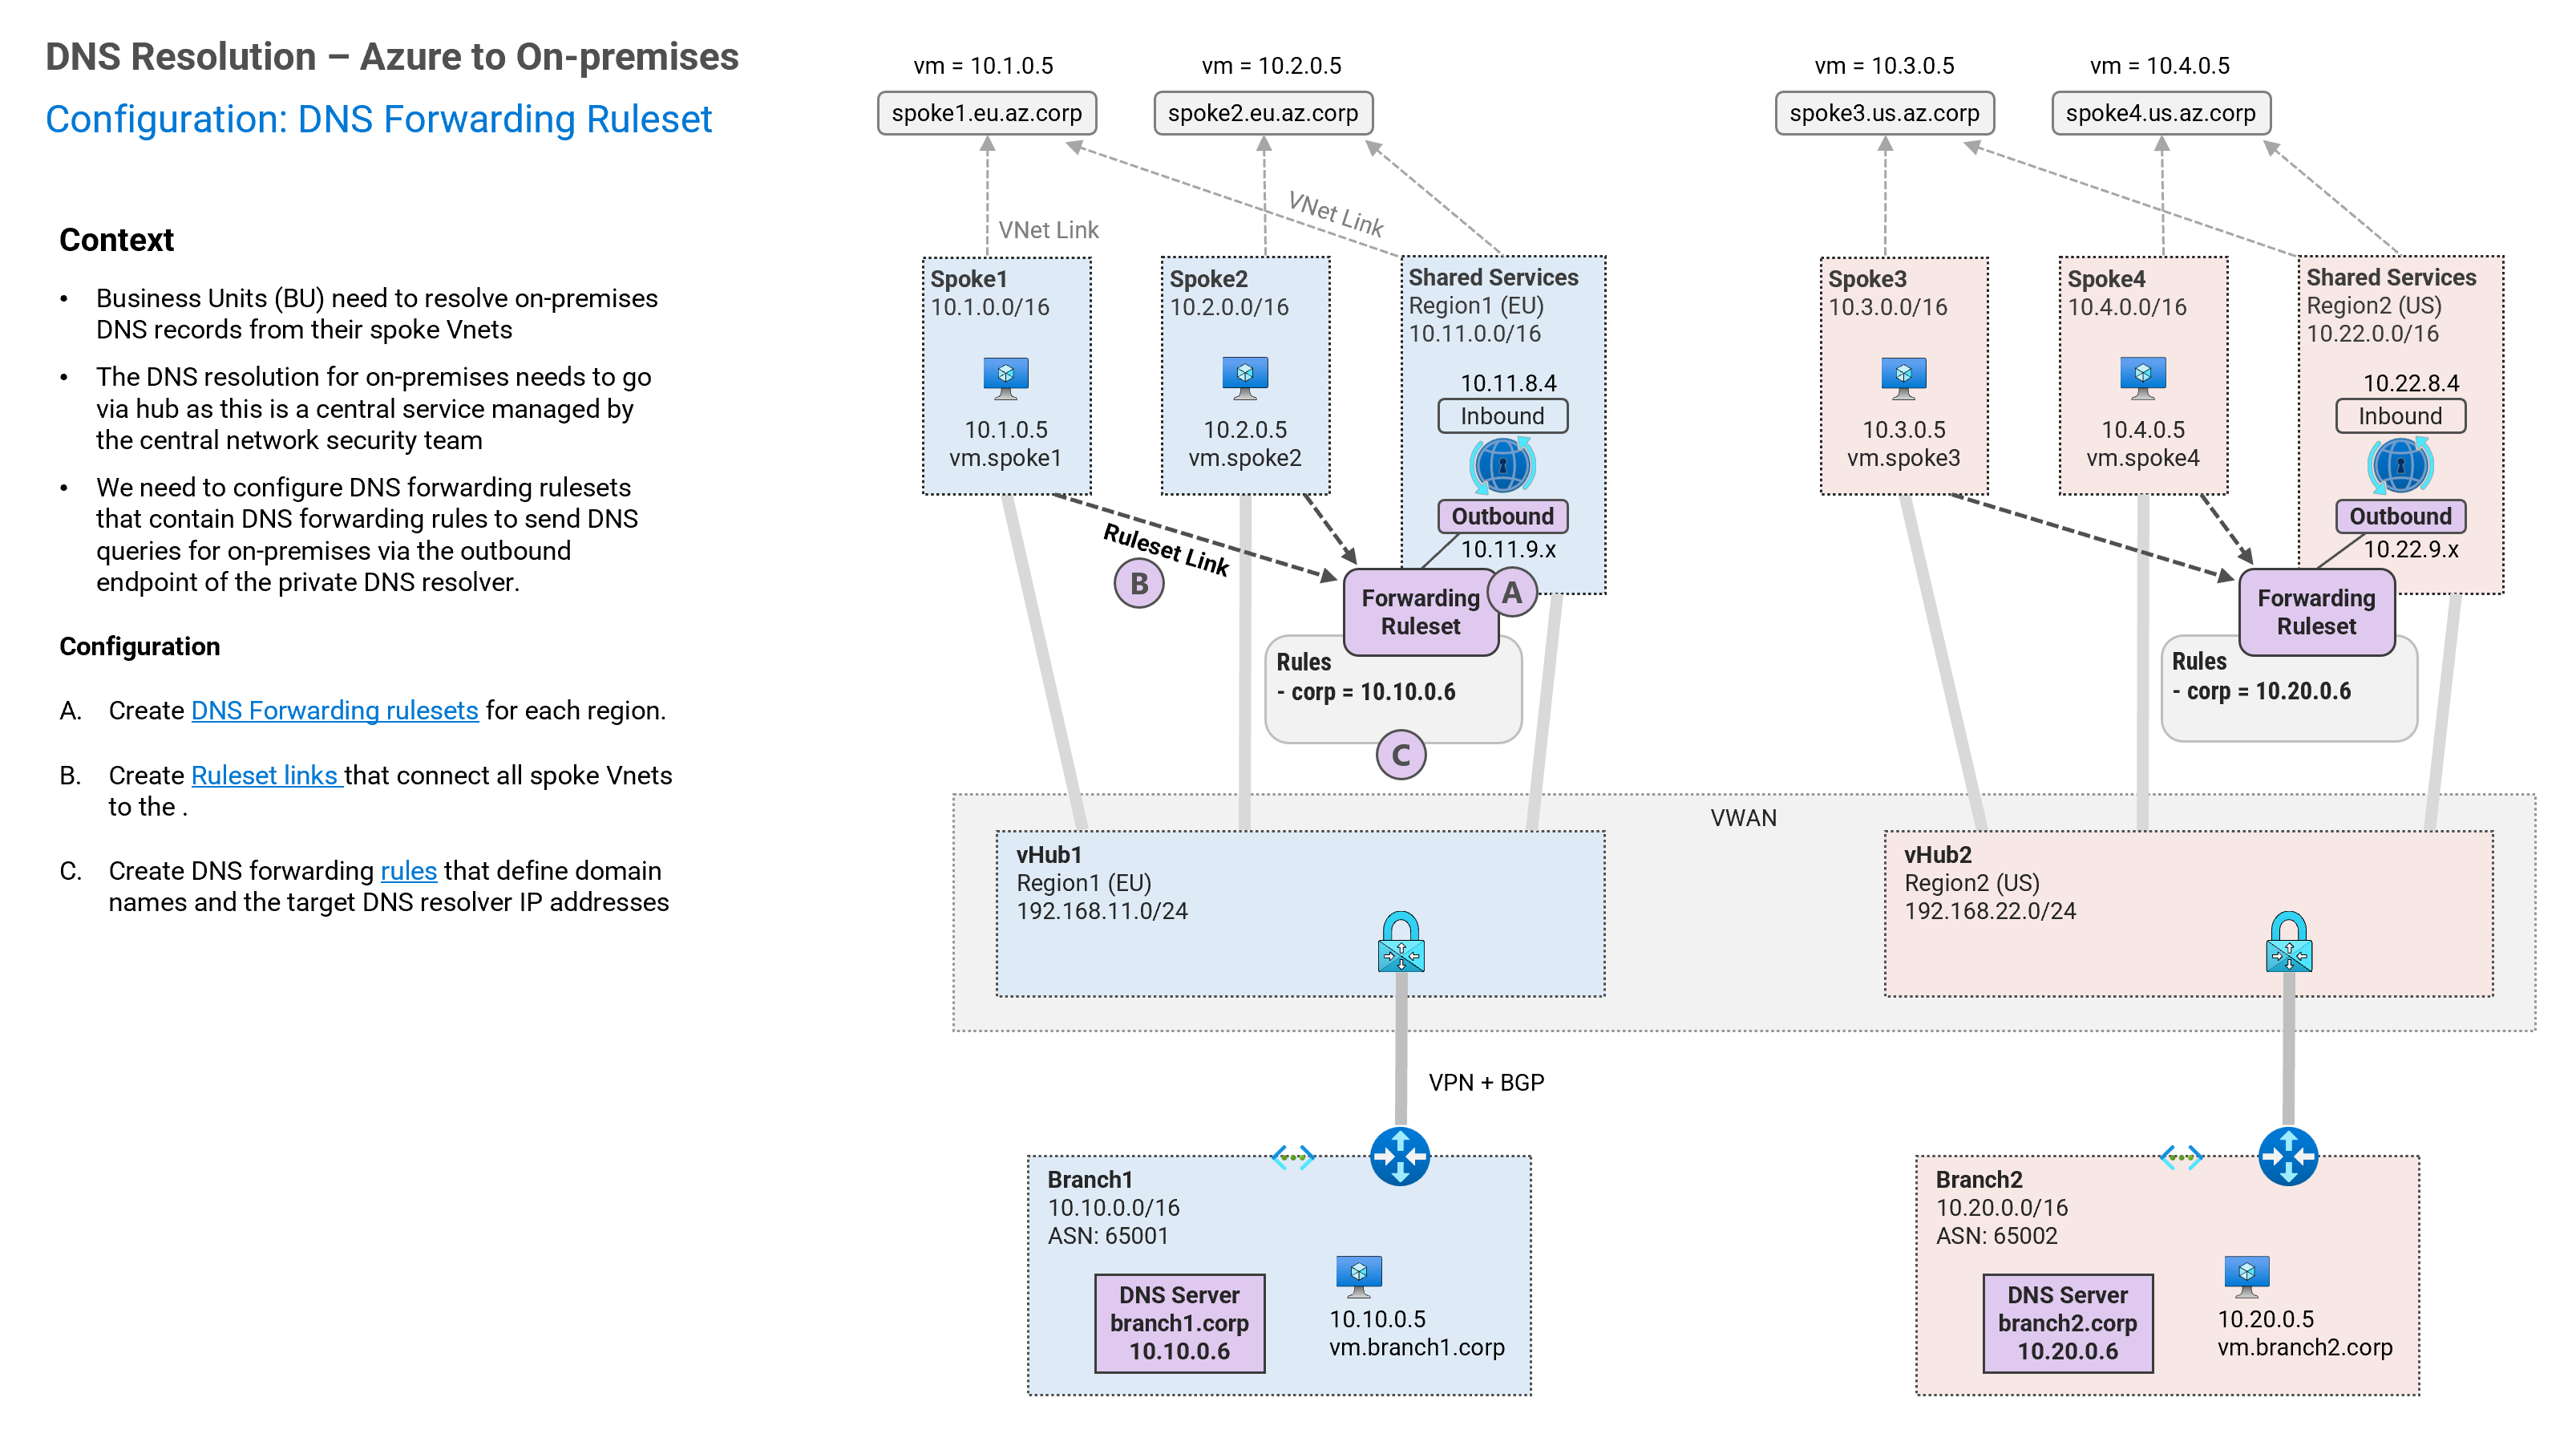 DNS Resolution – Azure to On-premises
Configuration: DNS Forwarding Ruleset
Context
• Business Units (BU) need to resolve on-premises
DNS records from their spoke Vnets
• The DNS resolution for on-premises needs to go
via hub as this is a central service managed by
the central network security team
• We need to configure DNS forwarding rulesets
that contain DNS forwarding rules to send DNS
queries for on-premises via the outbound
endpoint of the private DNS resolver.
Configuration
A. Create DNS Forwarding rulesets for each region.
B. Create Ruleset links that connect all spoke Vnets
to the .
C. Create DNS forwarding rules that define domain
names and the target DNS resolver IP addresses
vm = 10.1.0.5
spoke1.eu.az.corp
vm = 10.2.0.5
spoke2.eu.az.corp
VNet Link
VNet Link
Spoke1
10.1.0.0/16
10.1.0.5
vm.spoke1
Spoke2
10.2.0.0/16
10.2.0.5
vm.spoke2
Shared Services
Region1 (EU)
10.11.0.0/16
10.11.8.4
Inbound
Outbound
10.11.9.x
Ruleset Link
B
Forwarding
Ruleset
A
Rules
- corp = 10.10.0.6
C
vm = 10.3.0.5
spoke3.us.az.corp
vm = 10.4.0.5
spoke4.us.az.corp
Spoke3
10.3.0.0/16
10.3.0.5
vm.spoke3
Spoke4
10.4.0.0/16
10.4.0.5
vm.spoke4
Shared Services
Region2 (US)
10.22.0.0/16
10.22.8.4
Inbound
Outbound
10.22.9.x
Forwarding
Ruleset
Rules
- corp = 10.20.0.6
VWAN
vHub1
Region1 (EU)
192.168.11.0/24
vHub2
Region2 (US)
192.168.22.0/24
VPN + BGP
Branch1
10.10.0.0/16
ASN: 65001
DNS Server
branch1.corp
10.10.0.6
10.10.0.5
vm.branch1.corp
Branch2
10.20.0.0/16
ASN: 65002
DNS Server
branch2.corp
10.20.0.6
10.20.0.5
vm.branch2.corp